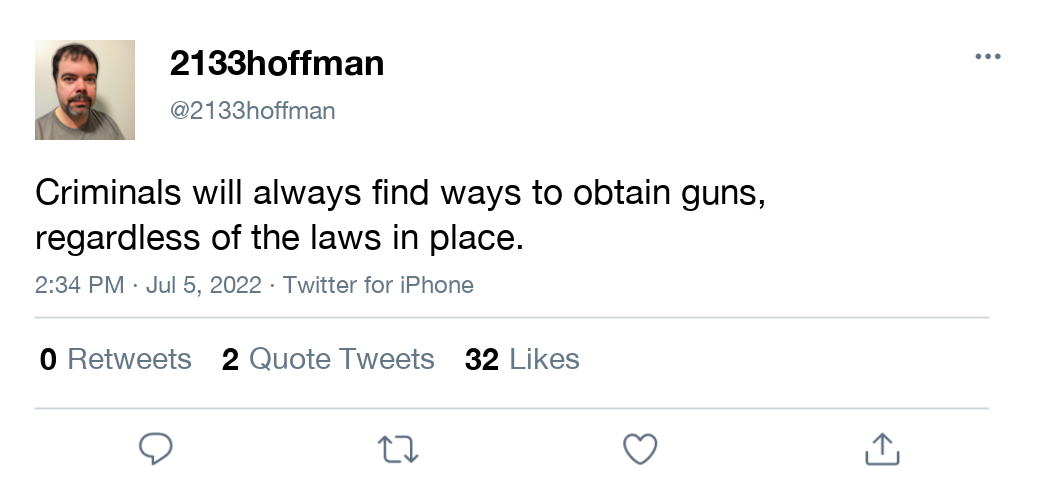 2133hoffman
@2133hoffman
Criminals will always find ways to obtain guns,
regardless of the laws in place.
2:34 PM · Jul 5, 2022 · Twitter for iPhone
0 Retweets 2 Quote Tweets 32 Likes